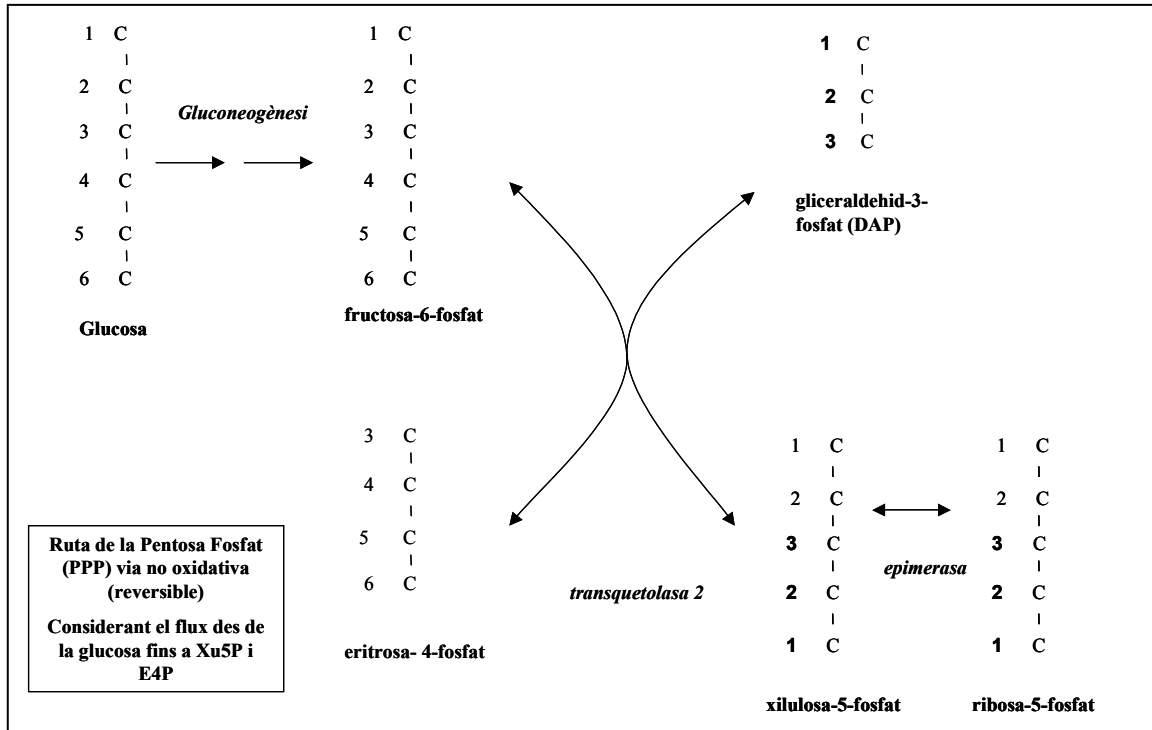 1 C
2 C
3 C
4 C
5 C
6 C
Glucosa
Gluconeogènesi
1 C
2 C
3 C
4 C
5 C
6 C
fructosa-6-fosfat
1 C
2 C
3 C
gliceraldehid-3-
fosfat (DAP)
3 C
4 C
5 C
6 C
eritrosa- 4-fosfat
transquetolasa 2
1 C
2 C
3 C
2 C
1 C
xilulosa-5-fosfat
epimerasa
1 C
2 C
3 C
2 C
1 C
ribosa-5-fosfat
Ruta de la Pentosa Fosfat
(PPP) via no oxidativa
(reversible)
Considerant el flux des de
la glucosa fins a Xu5P i
E4P